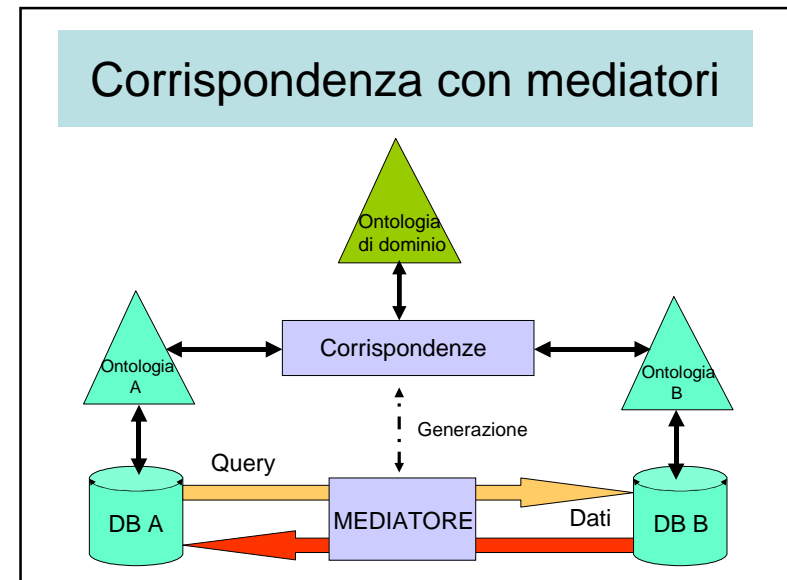 Corrispondenza con mediatori
Ontologia
di dominio
Corrispondenze
Ontologia
A
Ontologia
B
Generazione
Query
DB A
MEDIATORE
Dati
DB B